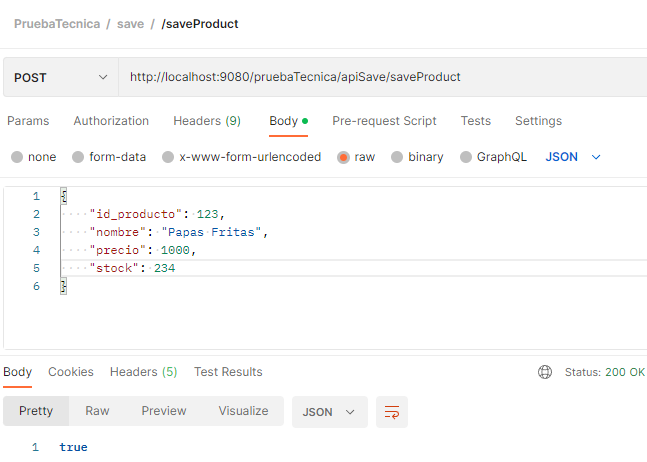 PruebaTecnica / save / /saveProduct
POST http://localhost:9080/pruebaTecnica/apiSave/saveProduct
Params Authorization Headers (9) Body Pre-request Script Tests Settings
none form-data x-www-form-urlencoded raw binary GraphQL JSON
1 {
2 "id_producto": 123,
3 "nombre": "Papas Fritas",
4 "precio": 1000,
5 "stock": 234
6 }
Body Cookies Headers (5) Test Results Status: 200 OK
Pretty Raw Preview Visualize JSON
1 true